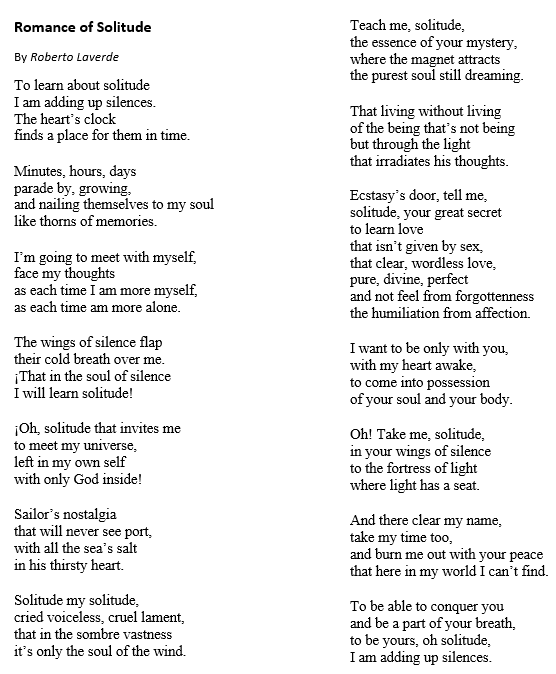 Romance of Solitude
By Roberto Laverde
To learn about solitude
I am adding up silences.
The heart's clock
finds a place for them in time.
Minutes, hours, days
parade by, growing,
and nailing themselves to my soul
like thorns of memories.
I'm going to meet with myself,
face my thoughts
as each time I am more myself,
as each time am more alone.
The wings of silence flap
their cold breath over me.
¡That in the soul of silence
I will learn solitude!
¡Oh, solitude that invites me
to meet my universe,
left in my own self
with only God inside!
Sailor's nostalgia
that will never see port,
with all the sea's salt
in his thirsty heart.
Solitude my solitude,
cried voiceless, cruel lament,
that in the sombre vastness
it's only the soul of the wind.
Teach me, solitude,
the essence of your mystery,
where the magnet attracts
the purest soul still dreaming.
That living without living
of the being that's not being
but through the light
that irradiates his thoughts.
Ecstasy's door, tell me,
solitude, your great secret
to learn love
that isn't given by sex,
that clear, wordless love,
pure, divine, perfect
and not feel from forgottenness
the humiliation from affection.
I want to be only with you,
with my heart awake,
to come into possession
of your soul and your body.
Oh! Take me, solitude,
in your wings of silence
to the fortress of light
where light has a seat.
And there clear my name,
take my time too,
and burn me out with your peace
that here in my world I can't find.
To be able to conquer you
and be a part of your breath,
to be yours, oh solitude,
I am adding up silences.